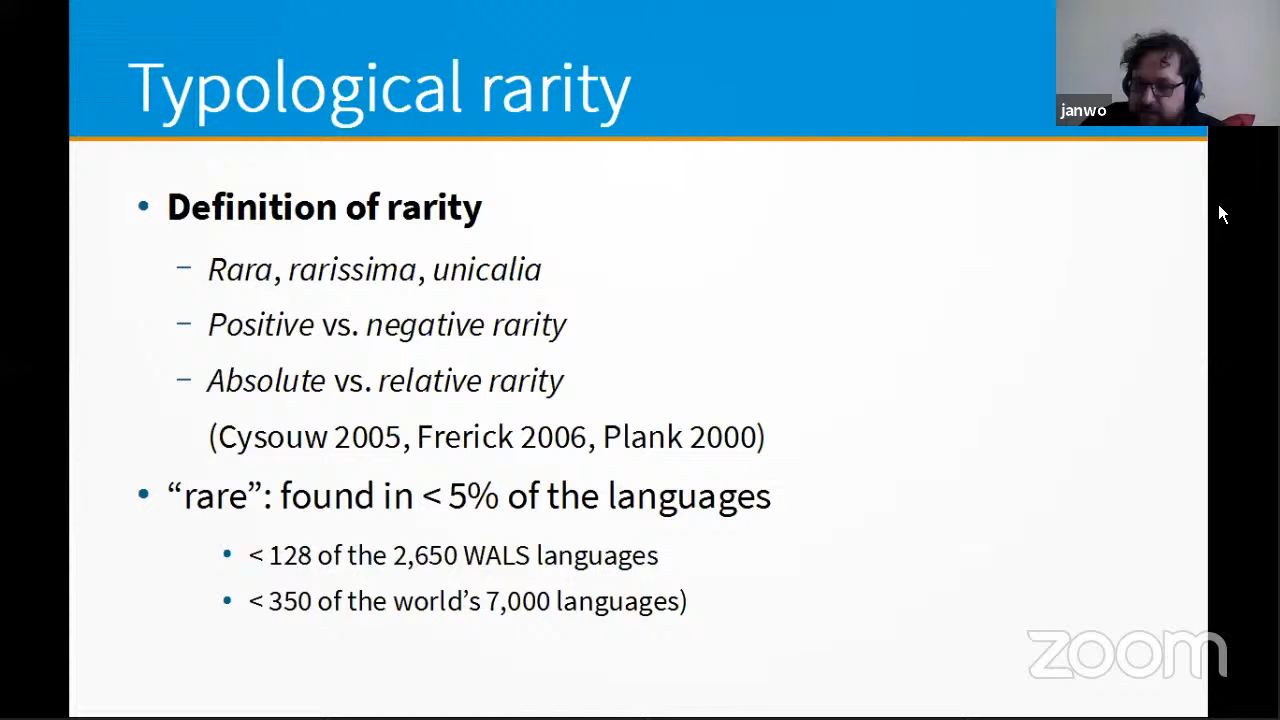 Typological rarity
janwo
• Definition of rarity
– Rara, rarissima, unicalia
– Positive vs. negative rarity
– Absolute vs. relative rarity
(Cysouw 2005, Frerick 2006, Plank 2000)
• “rare”: found in < 5% of the languages
• < 128 of the 2,650 WALS languages
• < 350 of the world’s 7,000 languages)
zoom